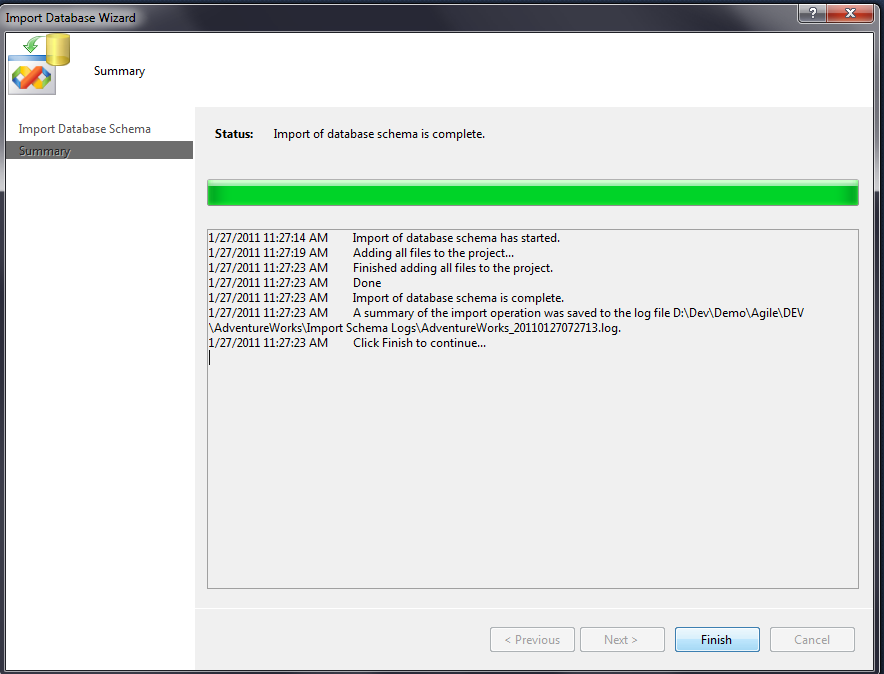 Import Database Wizard
?
Summary
Import Database Schema
Summary
Status: Import of database schema is complete.
1/27/2011 11:27:14 AM Import of database schema has started.
1/27/2011 11:27:19 AM Adding all files to the project...
1/27/2011 11:27:23 AM Finished adding all files to the project.
1/27/2011 11:27:23 AM Done
1/27/2011 11:27:23 AM Import of database schema is complete.
1/27/2011 11:27:23 AM A summary of the import operation was saved to the log file D:\Dev\Demo\Agile\DEV
\AdventureWorks\Import Schema Logs\AdventureWorks_20110127072713.log.
1/27/2011 11:27:23 AM Click Finish to continue...
< Previous Next > Finish Cancel